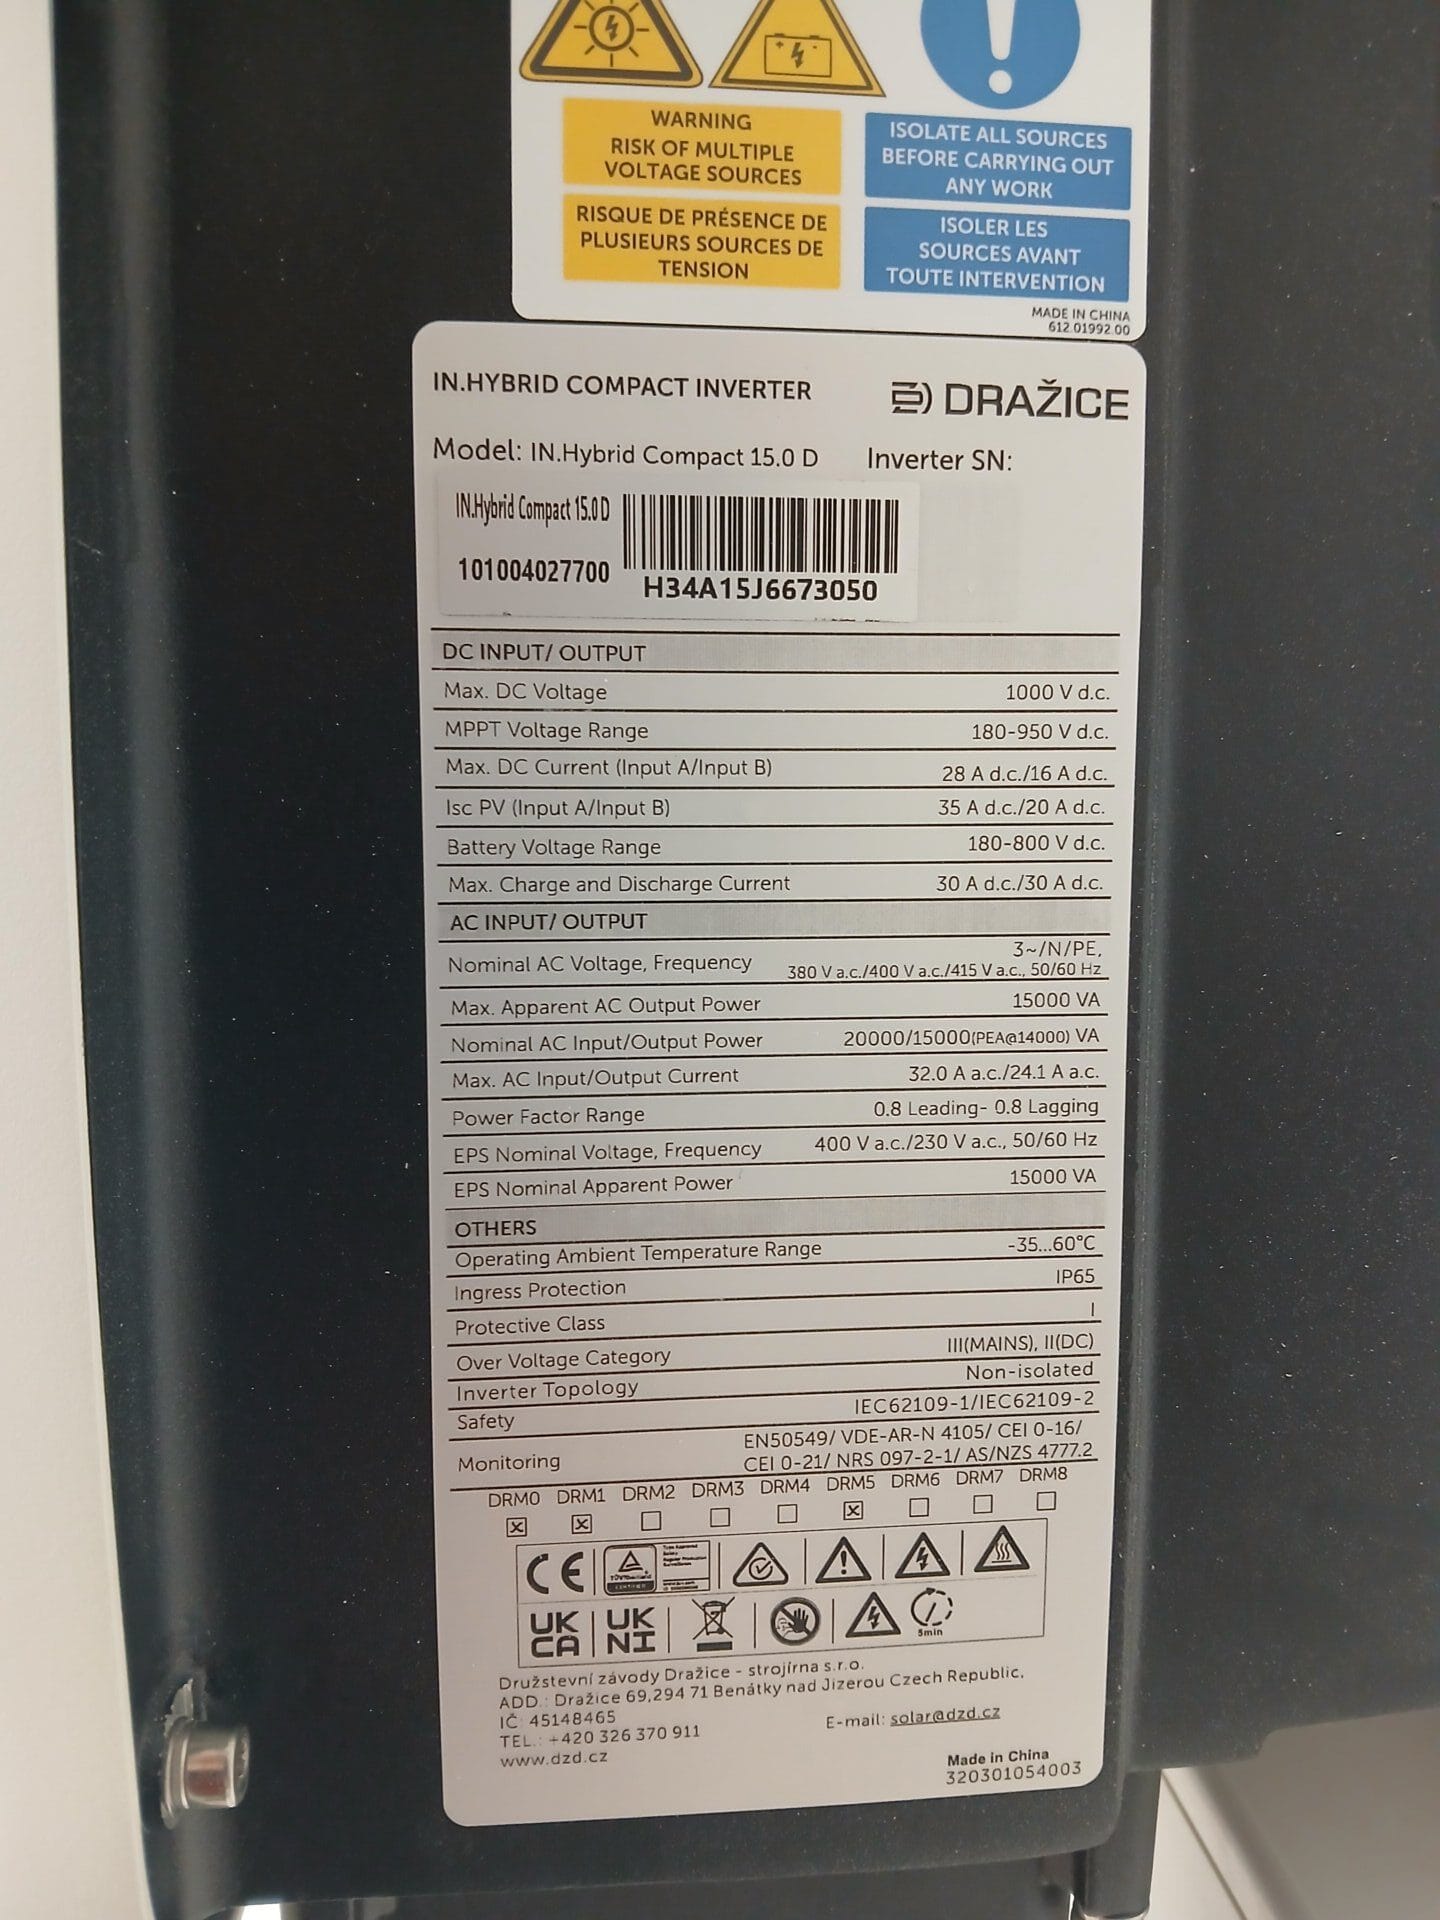 WARNING
RISK OF MULTIPLE
VOLTAGE SOURCES
RISQUE DE PRÉSENCE DE
PLUSIEURS SOURCES DE
TENSION
ISOLATE ALL SOURCES
BEFORE CARRYING OUT
ANY WORK
ISOLER LES
SOURCES AVANT
TOUTE INTERVENTION
MADE IN CHINA
612.01992.00
IN.HYBRID COMPACT INVERTER
DRAŽICE
Model: IN.Hybrid Compact 15.0 D Inverter SN:
IN.Hybrid Compact 15.0 D
101004027700
H34A15J6673050
DC INPUT/ OUTPUT
Max. DC Voltage 1000 V d.c.
MPPT Voltage Range 180-950 V d.c.
Max. DC Current (Input A/Input B) 28 A d.c./16 A d.c.
Isc PV (Input A/Input B) 35 A d.c./20 A d.c.
Battery Voltage Range 180-800 V d.c.
Max. Charge and Discharge Current 30 A d.c./30 A d.c.
AC INPUT/ OUTPUT
Nominal AC Voltage, Frequency 3~/N/PE,
380 V a.c./400 V a.c./415 V a.c., 50/60 Hz
Max. Apparent AC Output Power 15000 VA
Nominal AC Input/Output Power 20000/15000(PEA@14000) VA
Max. AC Input/Output Current 32.0 A a.c./24.1 A a.c.
Power Factor Range 0.8 Leading- 0.8 Lagging
EPS Nominal Voltage, Frequency 400 V a.c./230 V a.c., 50/60 Hz
EPS Nominal Apparent Power 15000 VA
OTHERS
Operating Ambient Temperature Range -35...60°C
Ingress Protection IP65
Protective Class I
Over Voltage Category III(MAINS), II(DC)
Inverter Topology Non-isolated
Safety IEC62109-1/IEC62109-2
Monitoring EN50549/ VDE-AR-N 4105/ CEI 0-16/
CEI 0-21/ NRS 097-2-1/ AS/NZS 4777.2
DRM0 DRM1 DRM2 DRM3 DRM4 DRM5 DRM6 DRM7 DRM8
CE
UK CA UK NI 5min
Družstevní závody Dražice - strojírna s.r.o.
ADD.: Dražice 69,294 71 Benátky nad Jizerou Czech Republic,
IČ: 45148465
TEL.: +420 326 370 911
E-mail: solar@dzd.cz
www.dzd.cz
Made in China
320301054003